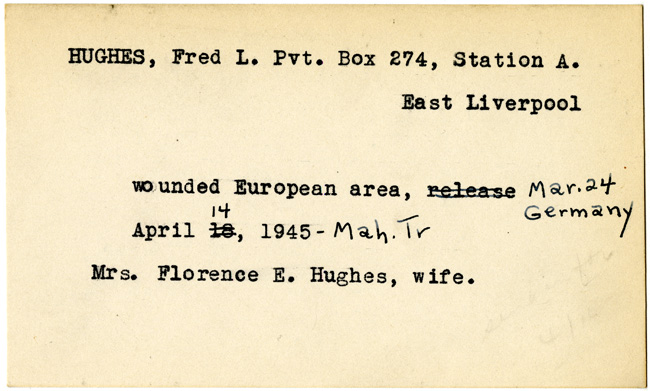 HUGHES, Fred L. Pvt. Box 274, Station A.
East Liverpool
wounded European area, release Mar. 24
Germany
14
April 18, 1945 - Mah. Tr
Mrs. Florence E. Hughes, wife.